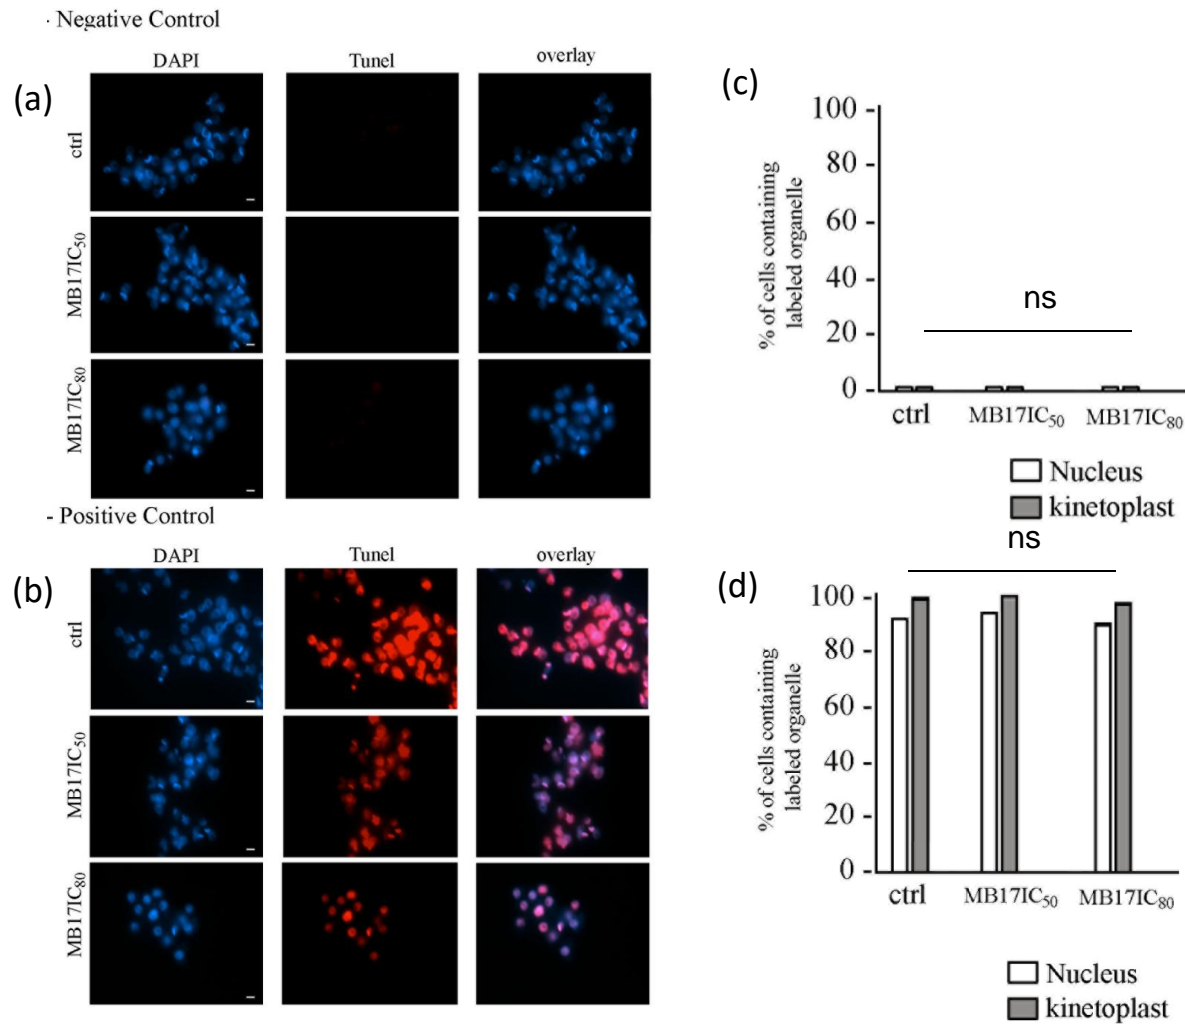 - Negative Control
DAPI Tunel overlay
(a)
ctrl
MB17IC50
MB17IC80
- Positive Control
DAPI Tunel overlay
(b)
ctrl
MB17IC50
MB17IC80
(c)
% of cells containing
labeled organelle
100
80
60
40
20
0
ns
ctrl MB17IC50 MB17IC80
Nucleus
kinetoplast
ns
(d)
% of cells containing
labeled organelle
100
80
60
40
20
0
ctrl MB17IC50 MB17IC80
Nucleus
kinetoplast